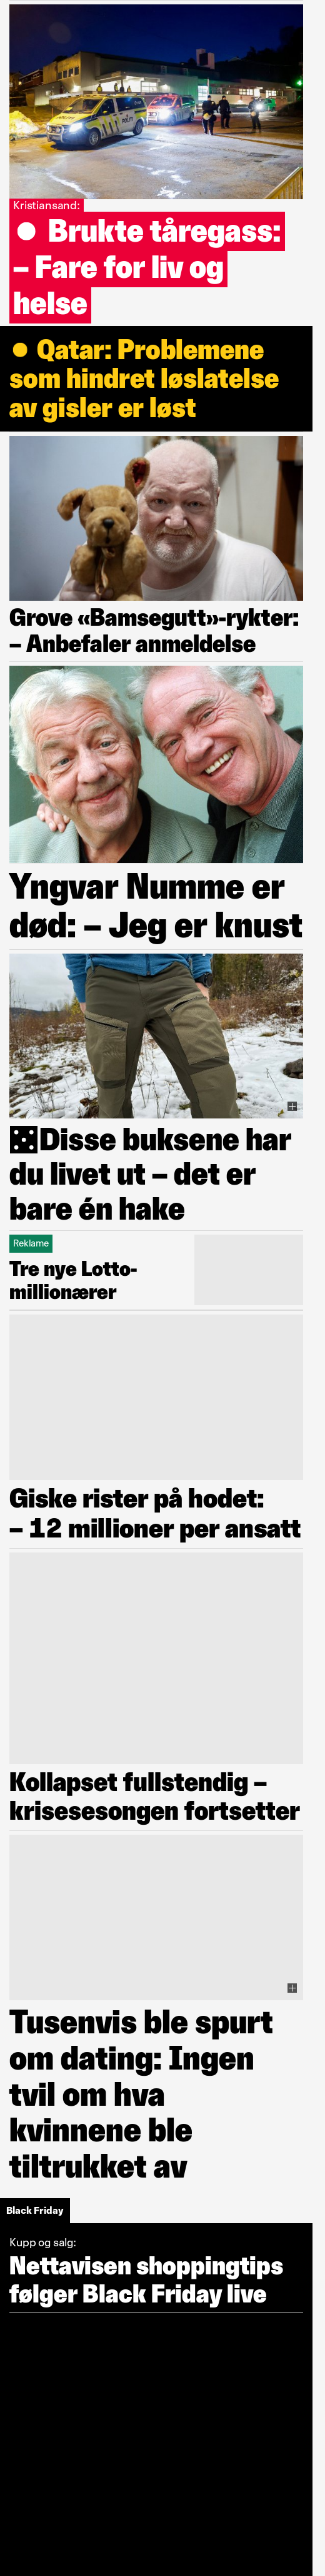 Kristiansand:
Brukte tåregass:
– Fare for liv og
helse
Qatar: Problemene
som hindret løslatelse
av gisler er løst
Grove «Bamsegutt»-rykter:
– Anbefaler anmeldelse
Yngvar Numme er
død: – Jeg er knust
Disse buksene har
du livet ut – det er
bare én hake
Reklame
Tre nye Lotto-
millionærer
Giske rister på hodet:
– 12 millioner per ansatt
Kollapset fullstendig –
krisesesongen fortsetter
Tusenvis ble spurt
om dating: Ingen
tvil om hva
kvinnene ble
tiltrukket av
Black Friday
Kupp og salg:
Nettavisen shoppingtips
følger Black Friday live